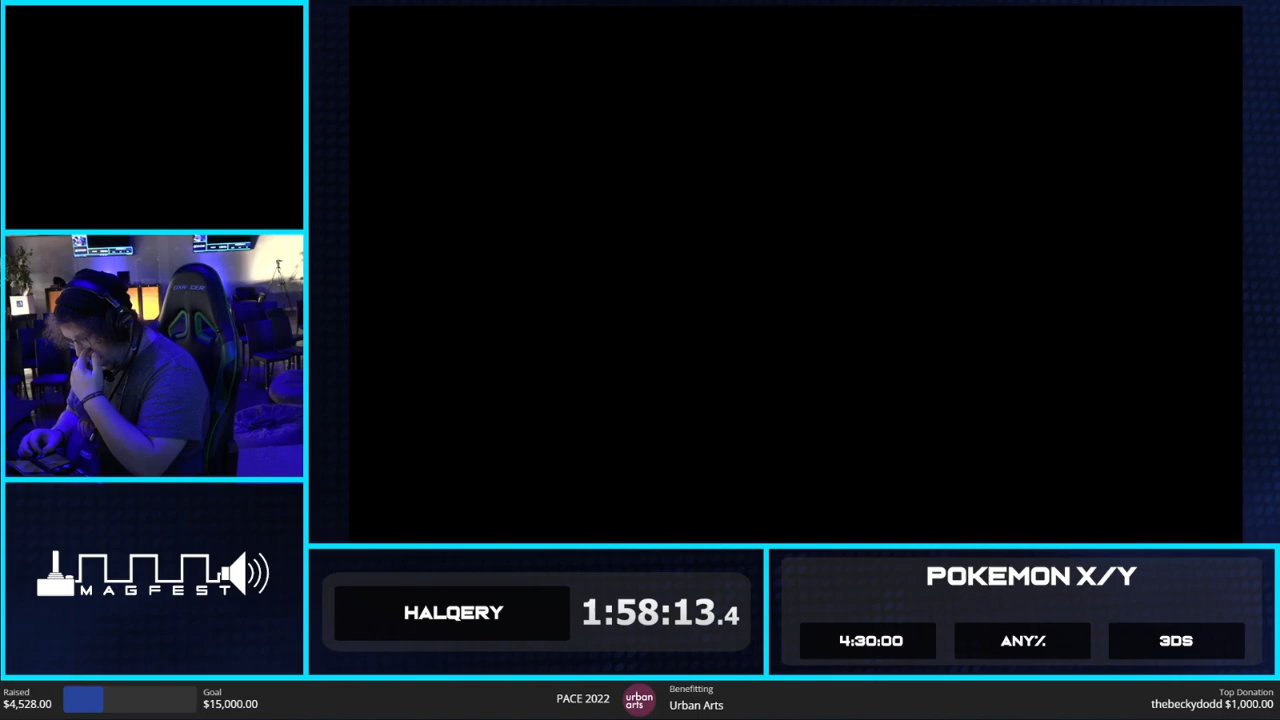 MAGFEST
HALQERY
1:58:13.4
POKEMON X/Y
4:30:00
ANY%
3DS
Raised
$4,528.00
Goal
$15,000.00
PACE 2022
urban
arts
Benefitting
Urban Arts
Top Donation
thebeckydodd $1,000.00